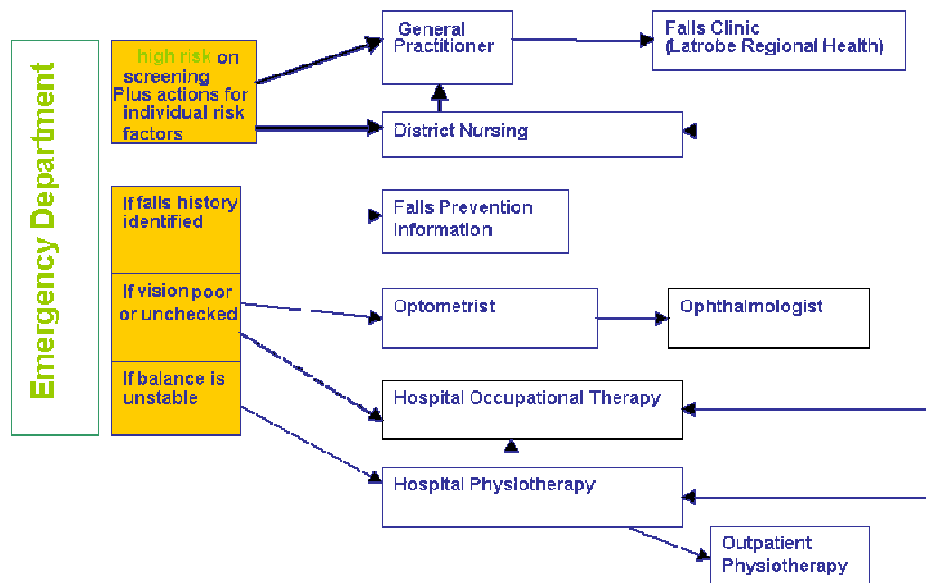 Emergency Department
high risk on
screening
Plus actions for
individual risk
factors
If falls history
identified
If vision poor
or unchecked
If balance is
unstable
General
Practitioner
Falls Clinic
(Latrobe Regional Health)
District Nursing
Falls Prevention
Information
Optometrist
Ophthalmologist
Hospital Occupational Therapy
Hospital Physiotherapy
Outpatient
Physiotherapy